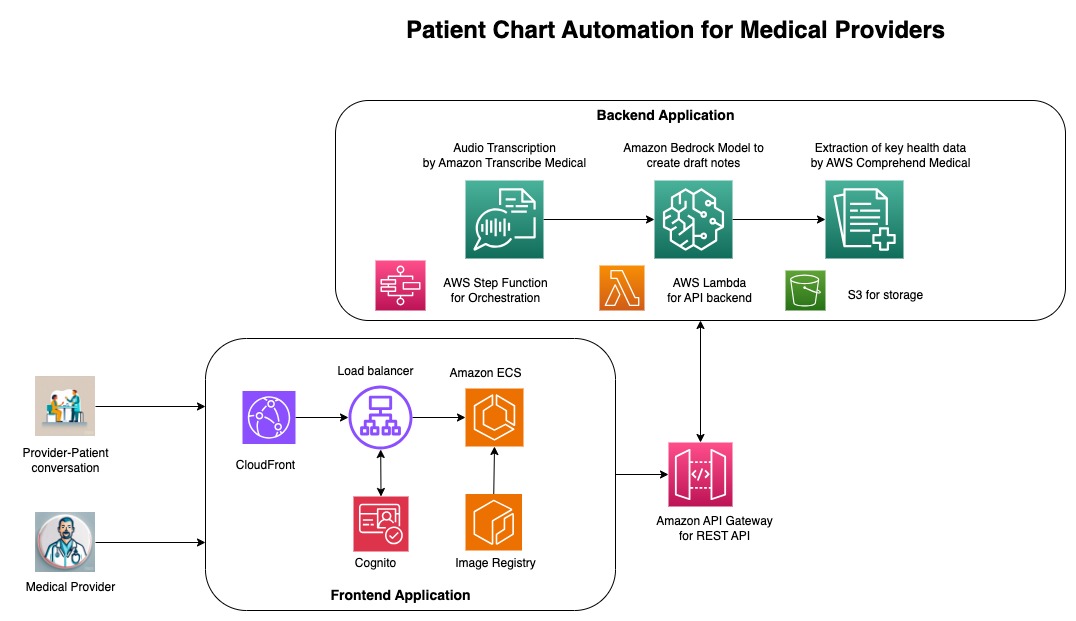 Patient Chart Automation for Medical Providers
Backend Application
Audio Transcription
by Amazon Transcribe Medical
Amazon Bedrock Model to
create draft notes
Extraction of key health data
by AWS Comprehend Medical
AWS Step Function
for Orchestration
AWS Lambda
for API backend
S3 for storage
Load balancer
Amazon ECS
CloudFront
Provider-Patient
conversation
Cognito
Image Registry
Medical Provider
Frontend Application
Amazon API Gateway
for REST API